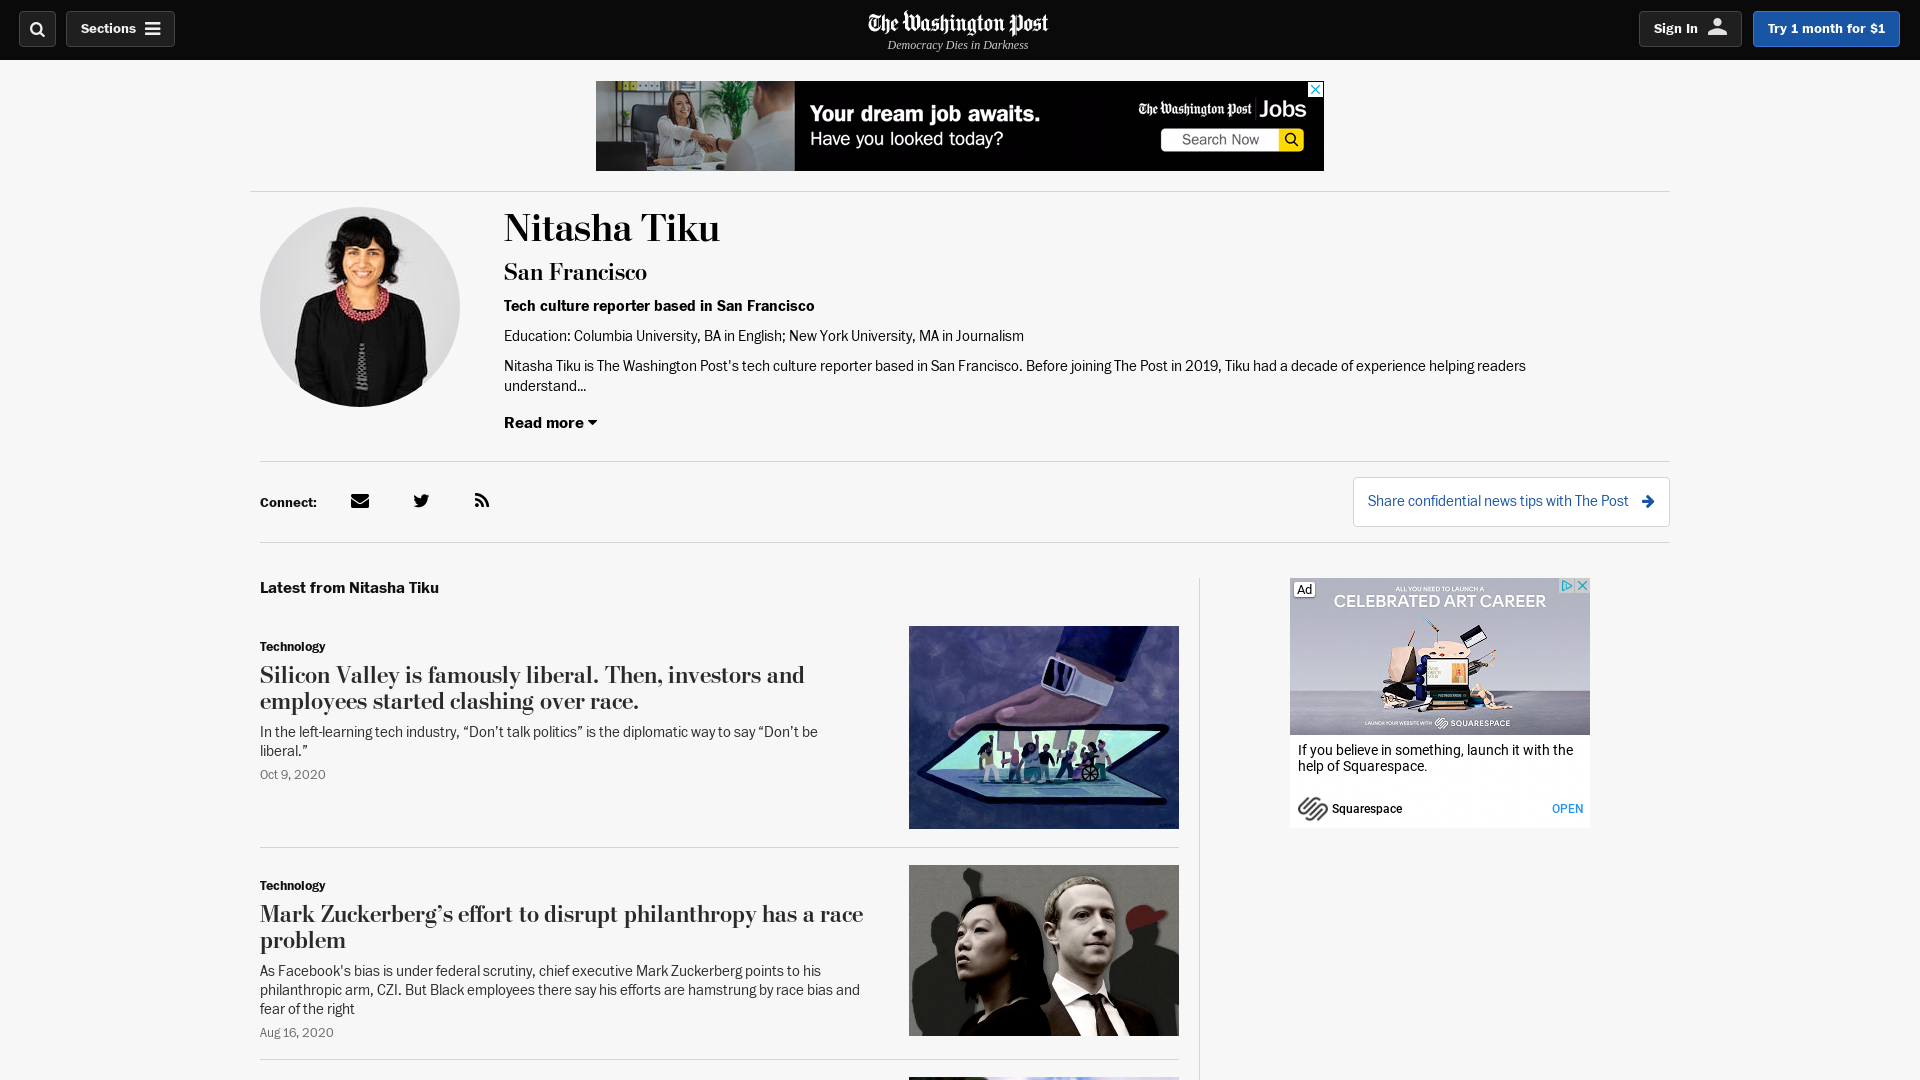 Sections
The Washington Post
Democracy Dies in Darkness
Sign In
Try 1 month for $1
Your dream job awaits.
Have you looked today?
The Washington Post Jobs
Search Now
Nitasha Tiku
San Francisco
Tech culture reporter based in San Francisco
Education: Columbia University, BA in English; New York University, MA in Journalism
Nitasha Tiku is The Washington Post's tech culture reporter based in San Francisco. Before joining The Post in 2019, Tiku had a decade of experience helping readers
understand...
Read more
Connect:
Share confidential news tips with The Post
Latest from Nitasha Tiku
Technology
Silicon Valley is famously liberal. Then, investors and
employees started clashing over race.
In the left-learning tech industry, “Don’t talk politics” is the diplomatic way to say “Don’t be
liberal.”
Oct 9, 2020
Technology
Mark Zuckerberg’s effort to disrupt philanthropy has a race
problem
As Facebook's bias is under federal scrutiny, chief executive Mark Zuckerberg points to his
philanthropic arm, CZI. But Black employees there say his efforts are hamstrung by race bias and
fear of the right
Aug 16, 2020
Ad
ALL YOU NEED TO LAUNCH A
CELEBRATED ART CAREER
LAUNCH YOUR WEBSITE WITH SQUARESPACE
If you believe in something, launch it with the
help of Squarespace.
Squarespace
OPEN